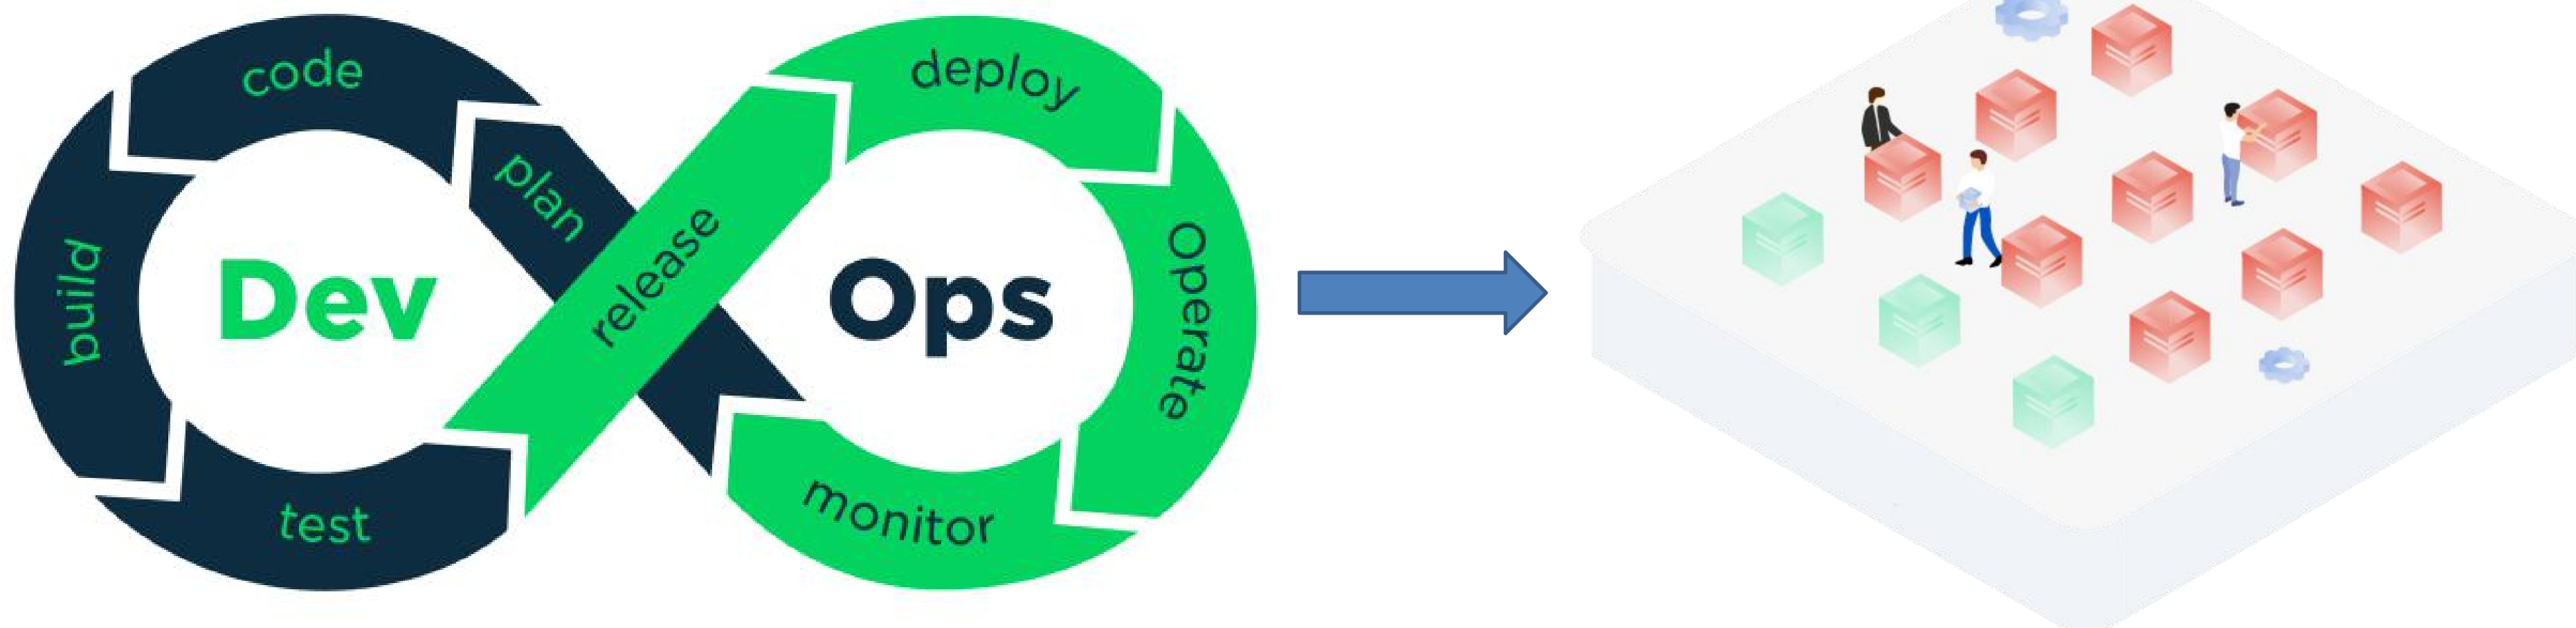 code
plan
build
Dev
test
release
deploy
Ops
Operate
monitor